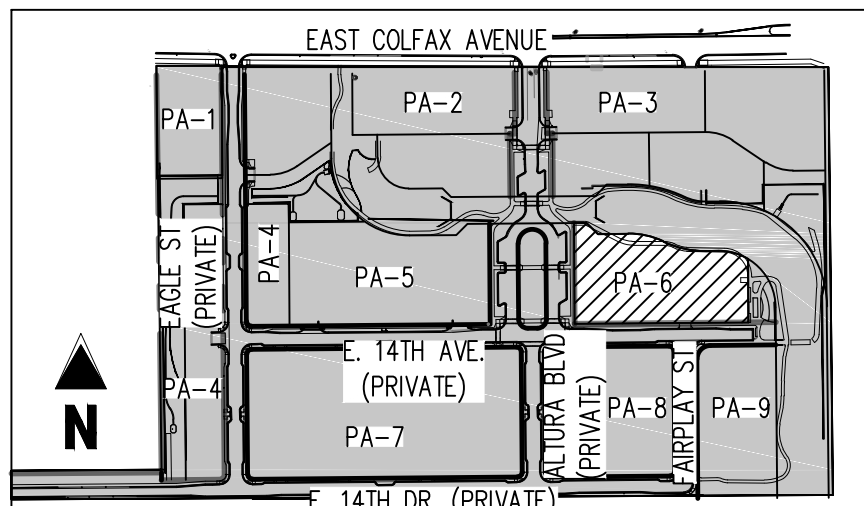 EAST COLFAX AVENUE
PA-1
PA-2
PA-3
EAGLE ST
(PRIVATE)
PA-4
PA-5
PA-6
E. 14TH AVE.
(PRIVATE)
PA-4
N
PA-7
ALTURA BLVD
(PRIVATE)
PA-8
FAIRPLAY ST
PA-9
E. 14TH DR. (PRIVATE)